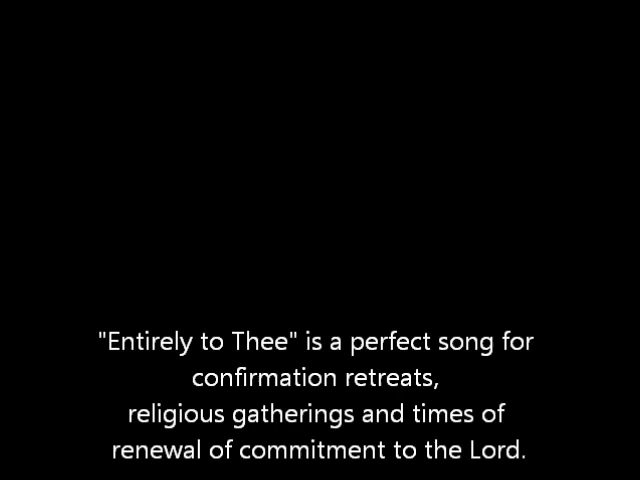 "Entirely to Thee" is a perfect song for
confirmation retreats,
religious gatherings and times of
renewal of commitment to the Lord.